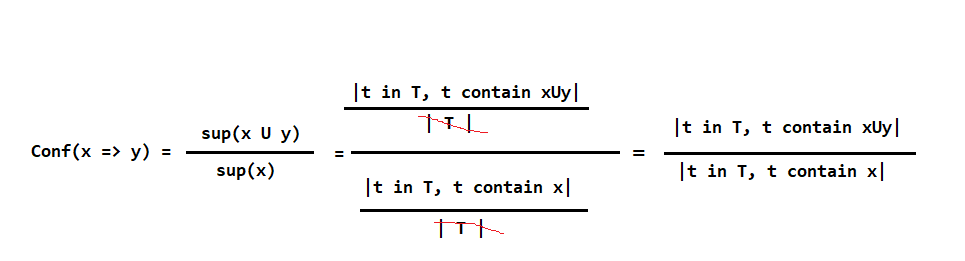 |t in T, t contain xUy|
| T |
Conf(x => y) = sup(x U y) = = |t in T, t contain xUy|
sup(x) |t in T, t contain x|
|t in T, t contain x|
| T |